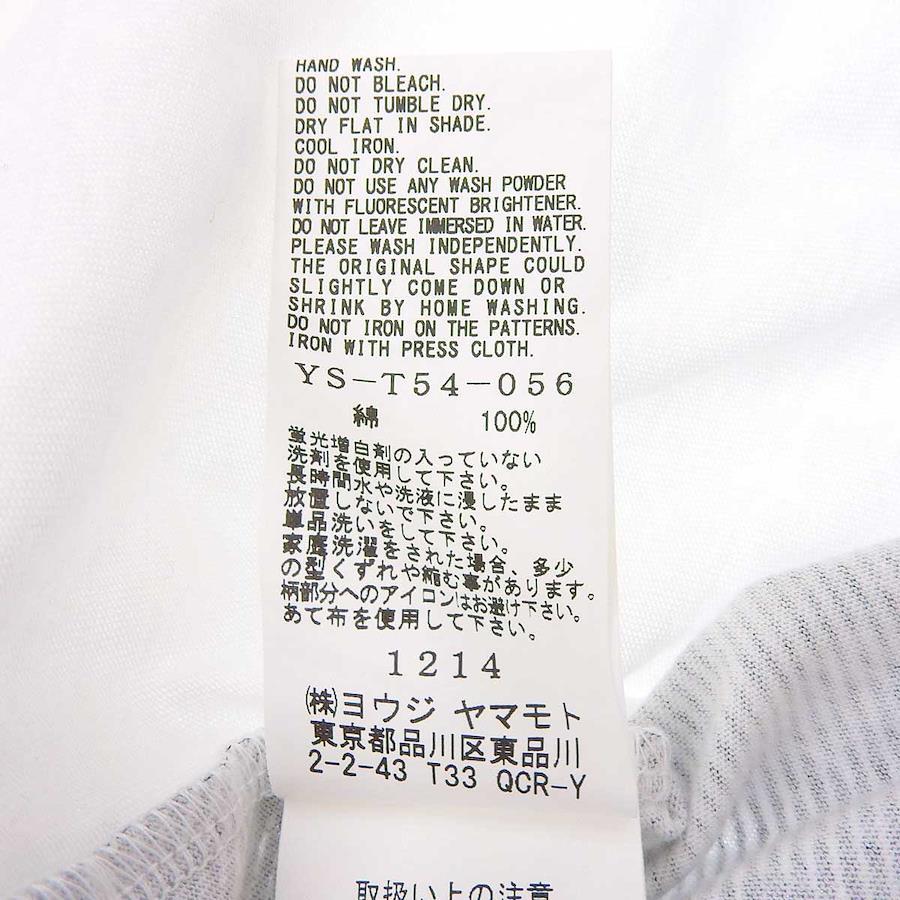 HAND WASH.
DO NOT BLEACH.
DO NOT TUMBLE DRY.
DRY FLAT IN SHADE.
COOL IRON.
DO NOT DRY CLEAN.
DO NOT USE ANY WASH POWDER
WITH FLUORESCENT BRIGHTENER.
DO NOT LEAVE IMMERSED IN WATER.
PLEASE WASH INDEPENDENTLY.
THE ORIGINAL SHAPE COULD
SLIGHTLY COME DOWN OR
SHRINK BY HOME WASHING.
DO NOT IRON ON THE PATTERNS.
IRON WITH PRESS CLOTH.
YS-T54-056
綿 100%
蛍光増白剤の入っていない
洗剤を使用して下さい。
長時間水や洗液に浸したまま
放置しないで下さい。
単品洗いをして下さい。
家庭洗濯をされた場合、多少
の型くずれや縮む事があります。
柄部分へのアイロンはお避け下さい。
あて布を使用して下さい。
1214
(株)ヨウジ ヤマモト
東京都品川区東品川
2-2-43 T33 QCR-Y
取扱い上の注意